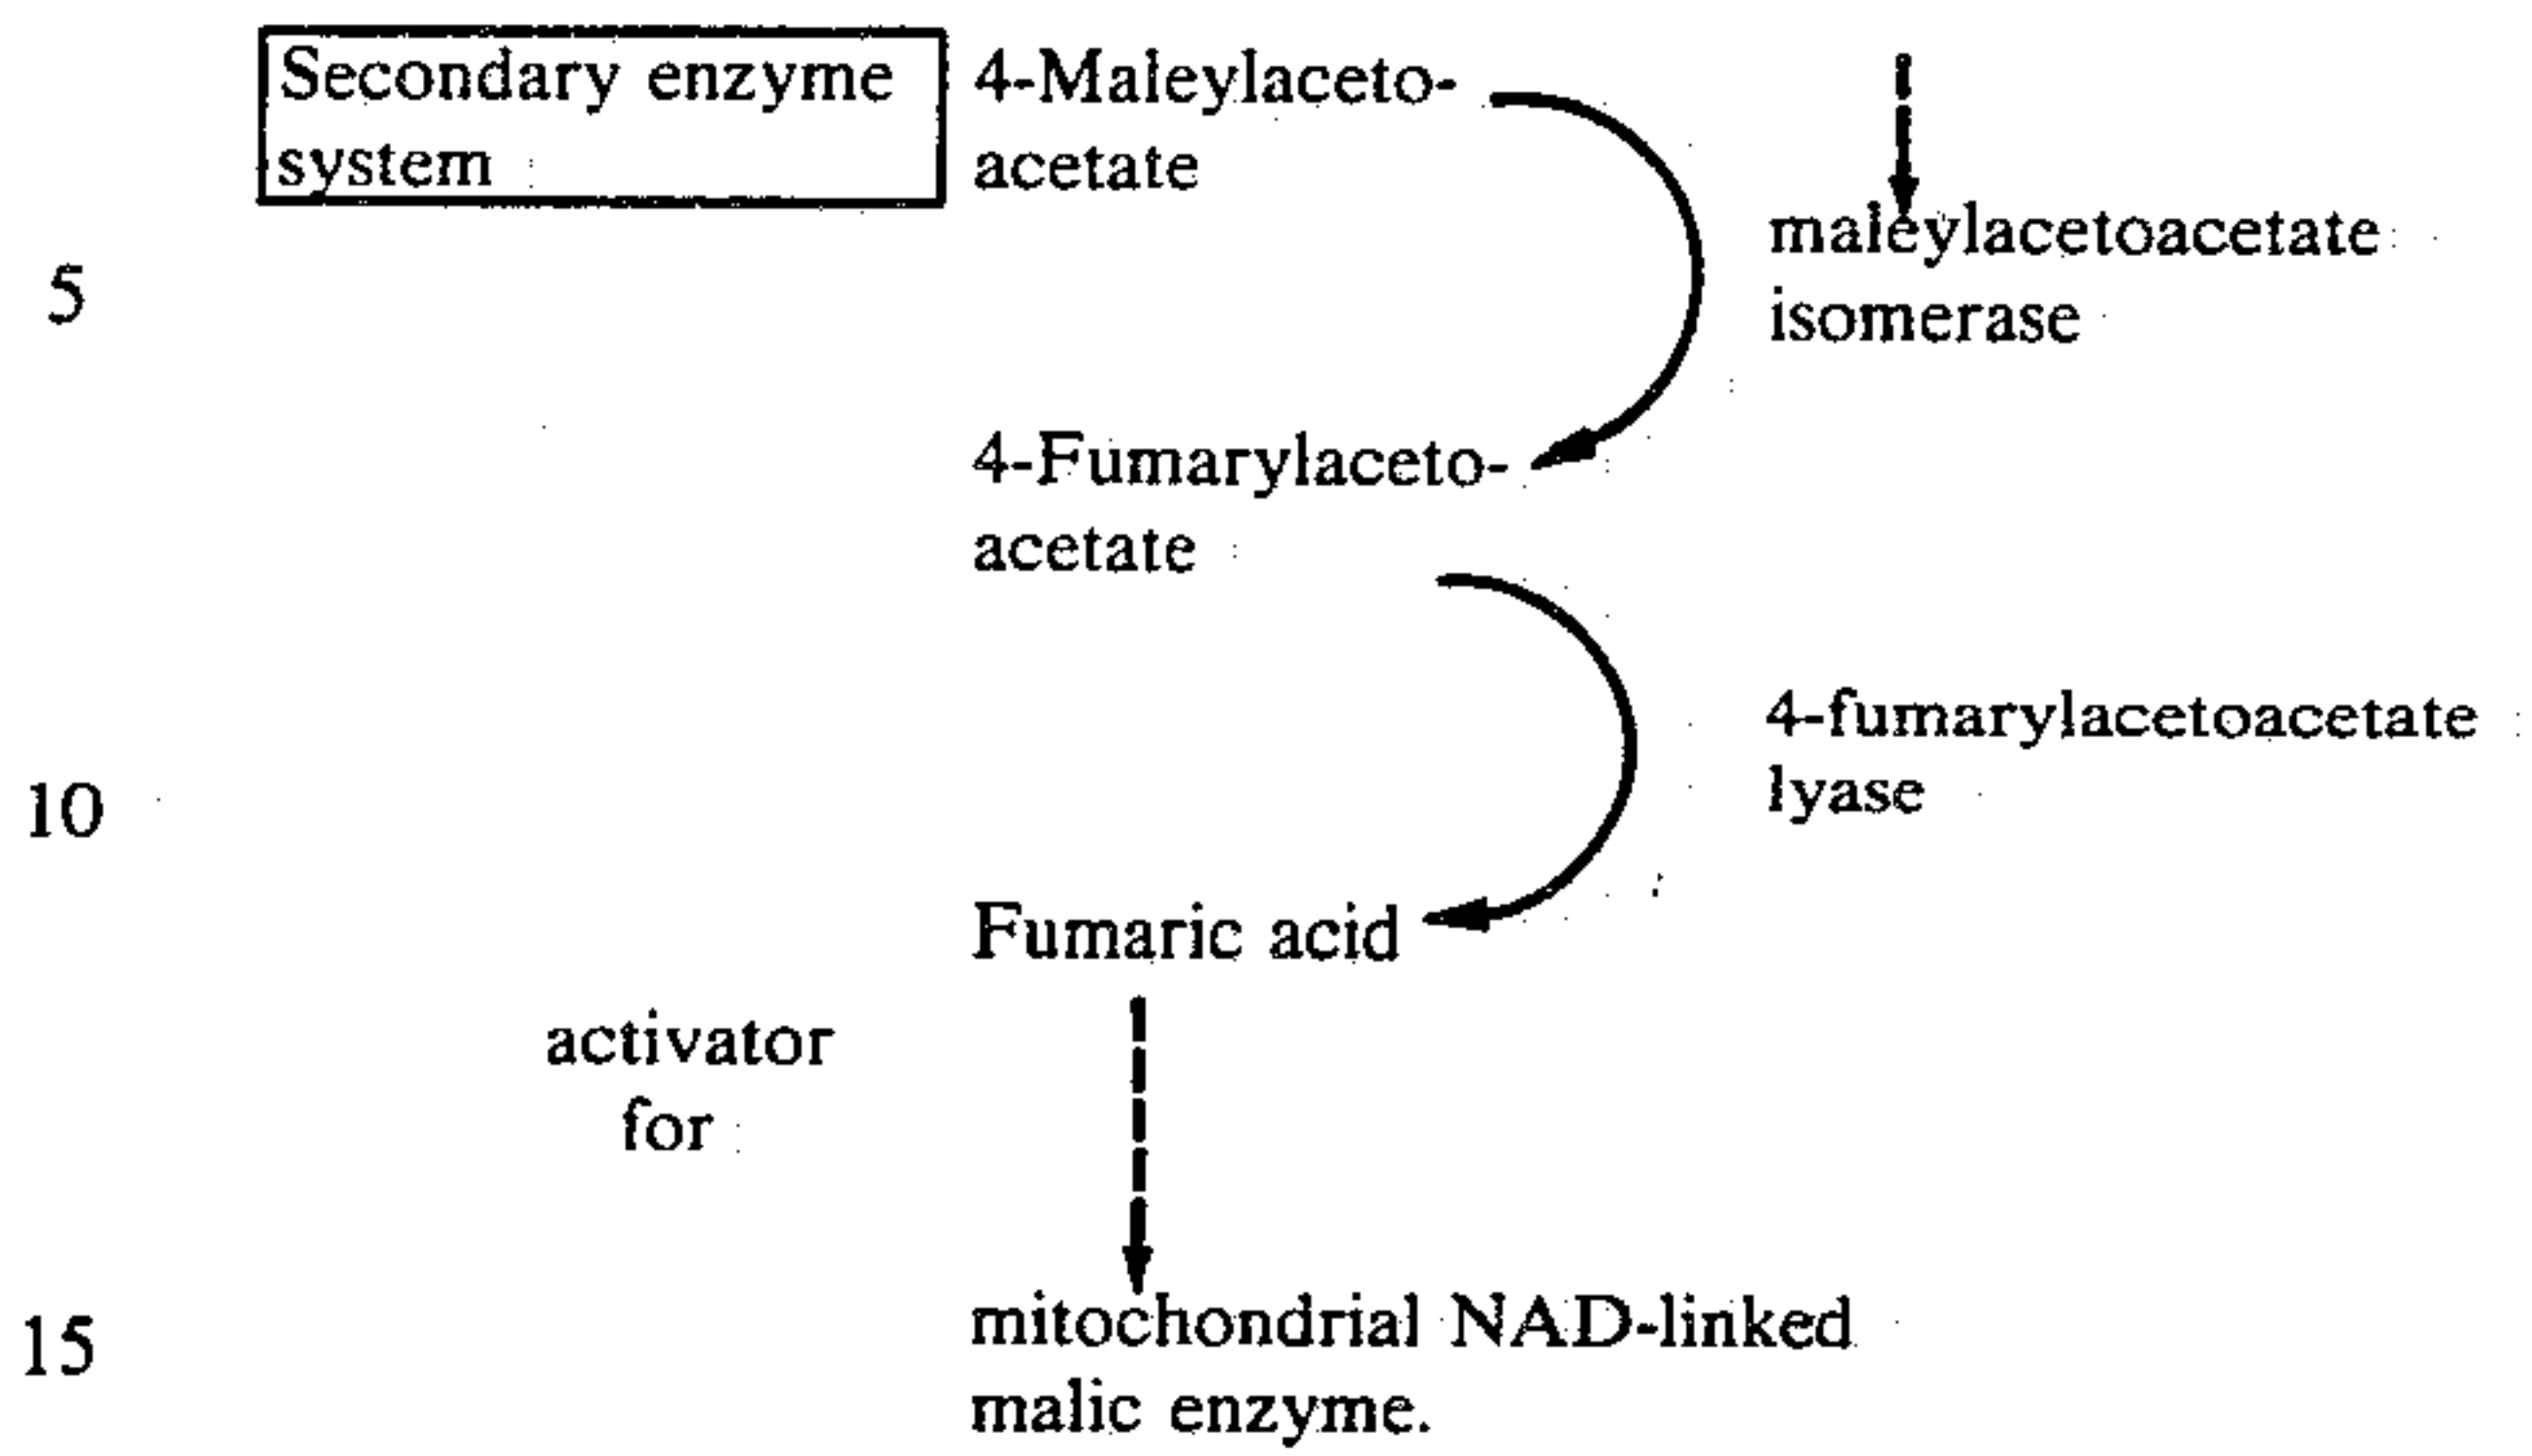 Secondary enzyme
system
4-Maleylaceto-
acetate
maleylacetoacetate
isomerase
5
4-Fumarylaceto-
acetate
4-fumarylacetoacetate
lyase
10
Fumaric acid
activator
for
mitochondrial NAD-linked
malic enzyme.
15